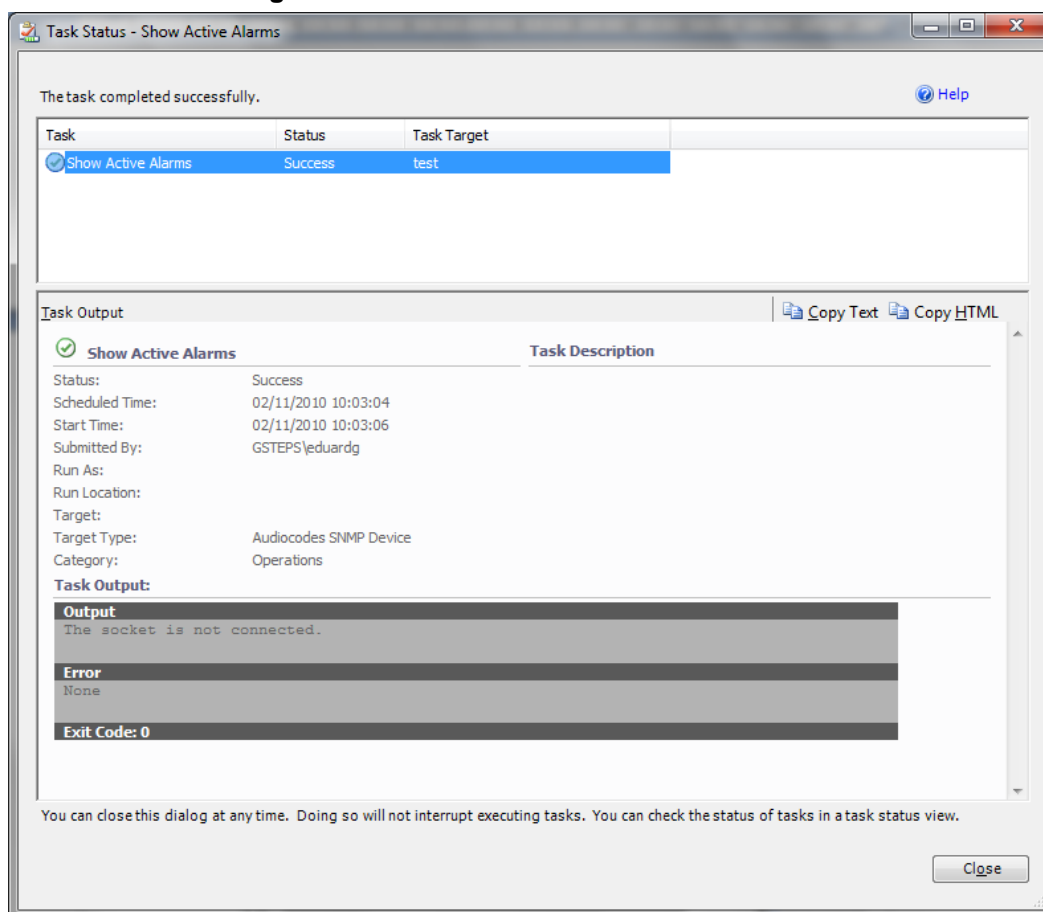 Task Status - Show Active Alarms
The task completed successfully.
Help
Task Status Task Target
Show Active Alarms Success test
Task Output
Copy Text Copy HTML
Show Active Alarms Task Description
Status: Success
Scheduled Time: 02/11/2010 10:03:04
Start Time: 02/11/2010 10:03:06
Submitted By: GSTEPS\eduardg
Run As:
Run Location:
Target:
Target Type: Audiocodes SNMP Device
Category: Operations
Task Output:
Output
The socket is not connected.
Error
None
Exit Code: 0
You can close this dialog at any time. Doing so will not interrupt executing tasks. You can check the status of tasks in a task status view.
Close